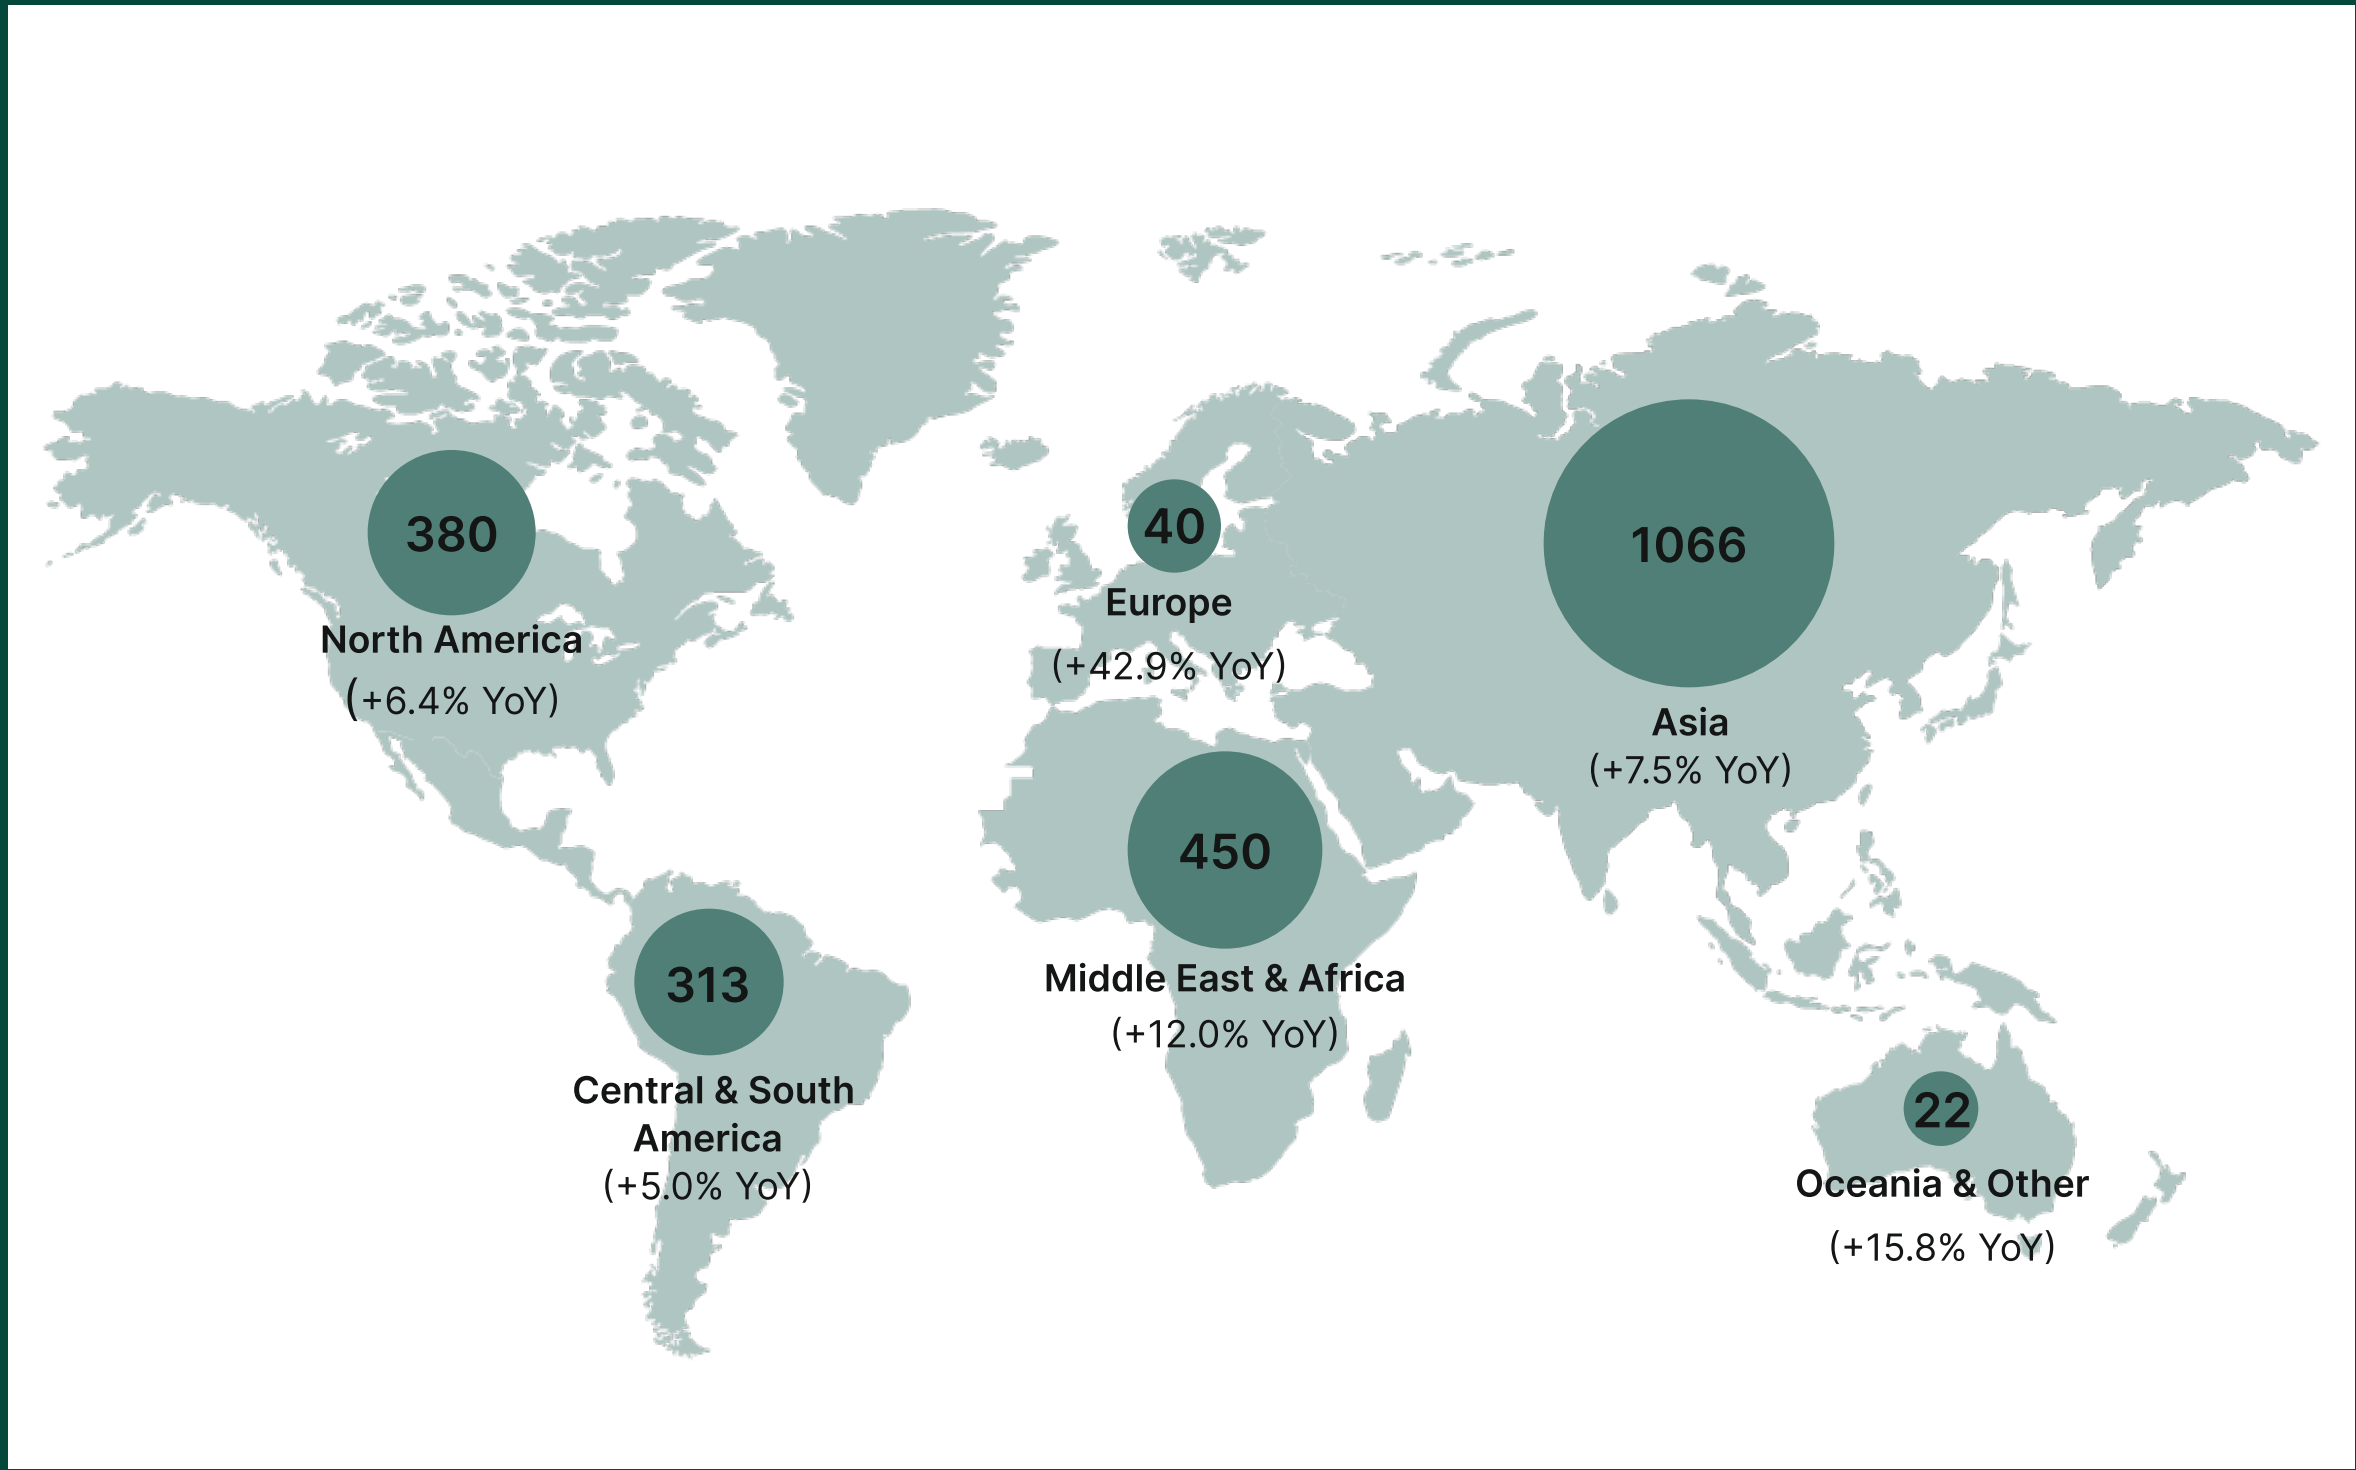 380
North America
(+6.4% YoY)
40
Europe
(+42.9% YoY)
1066
Asia
(+7.5% YoY)
450
Middle East & Africa
(+12.0% YoY)
313
Central & South
America
(+5.0% YoY)
22
Oceania & Other
(+15.8% YoY)